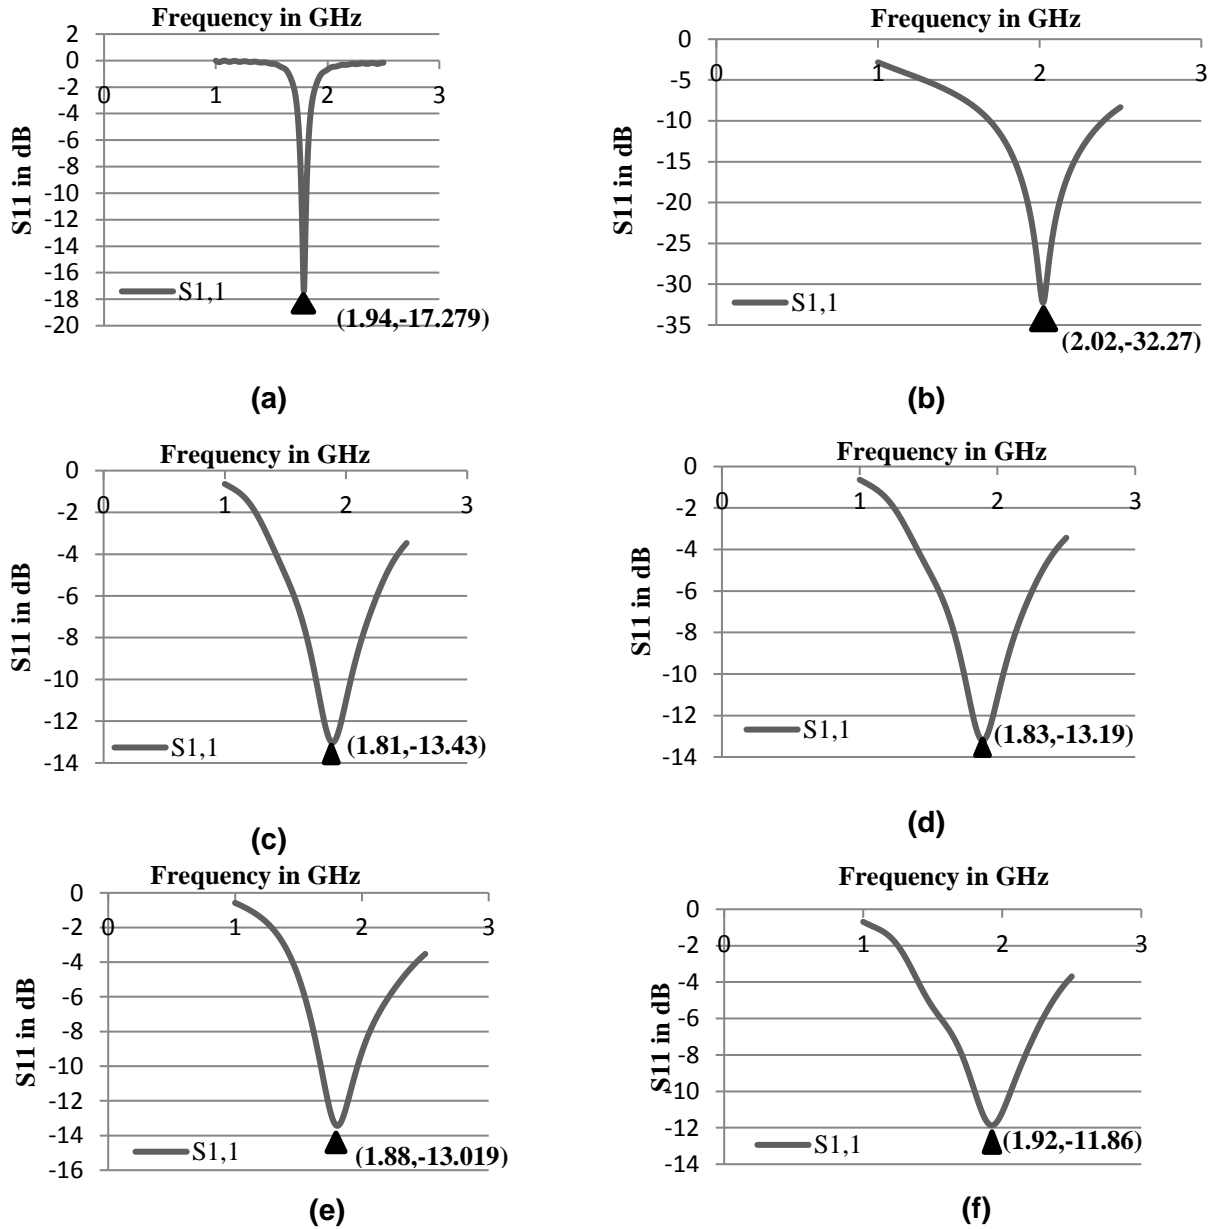 Frequency in GHz
2
0
-2
-4
-6
-8
-10
-12
-14
-16
-18
-20
0 1 2 3
S11 in dB
S1,1
(1.94,-17.279)
(a)
0
-5
-10
-15
-20
-25
-30
-35
0 1 2 3
S11 in dB
S1,1
(2.02,-32.27)
(b)
Frequency in GHz
0
-2
-4
-6
-8
-10
-12
-14
0 1 2 3
S11 in dB
S1,1
(1.81,-13.43)
(c)
0
-2
-4
-6
-8
-10
-12
-14
0 1 2 3
S11 in dB
S1,1
(1.83,-13.19)
(d)
Frequency in GHz
0
-2
-4
-6
-8
-10
-12
-14
-16
0 1 2 3
S11 in dB
S1,1
(1.88,-13.019)
(e)
Frequency in GHz
0
-2
-4
-6
-8
-10
-12
-14
0 1 2 3
S11 in dB
S1,1
(1.92,-11.86)
(f)